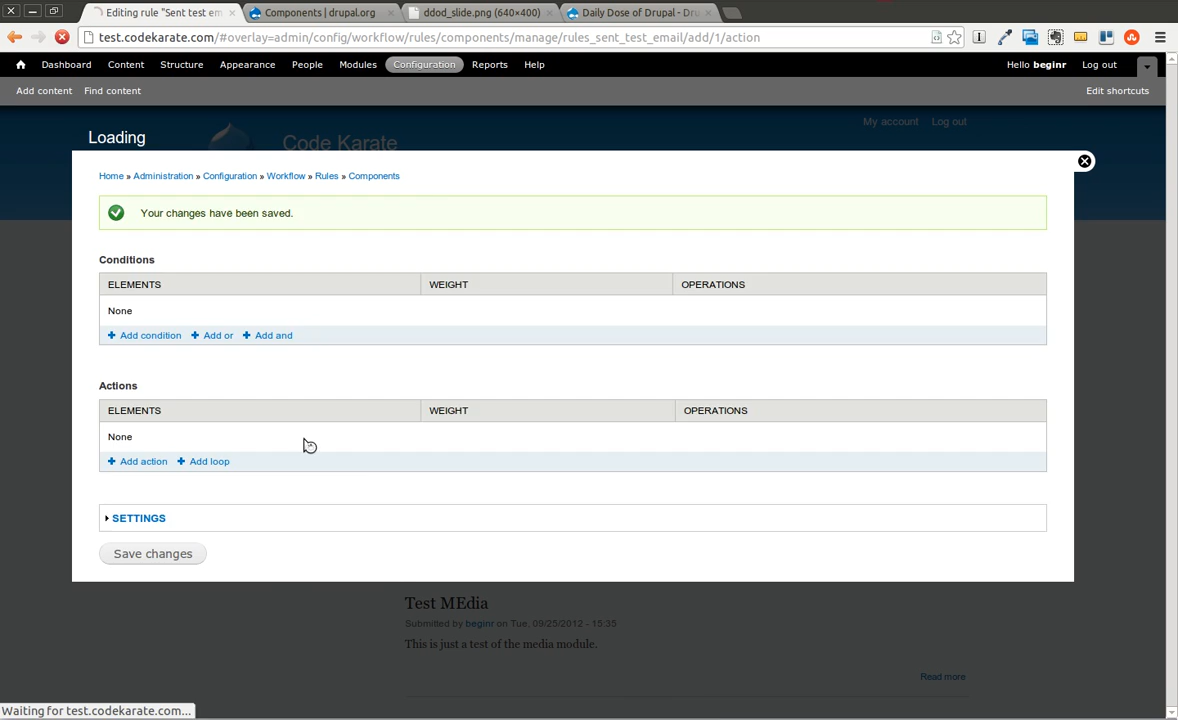 Editing rule "Sent test em
Components | drupal.org
ddod_slide.png (640×400)
Daily Dose of Drupal - Dru
test.codekarate.com/#overlay=admin/config/workflow/rules/components/manage/rules_sent_test_email/add/1/action
Dashboard Content Structure Appearance People Modules Configuration Reports Help Hello beginr Log out
Add content Find content Edit shortcuts
My account Log out
Loading
Code Karate
Home » Administration » Configuration » Workflow » Rules » Components
Your changes have been saved.
Conditions
ELEMENTS WEIGHT OPERATIONS
None
Add condition Add or Add and
Actions
ELEMENTS WEIGHT OPERATIONS
None
Add action Add loop
SETTINGS
Save changes
Test MEdia
Submitted by beginr on Tue, 09/25/2012 - 15:35
This is just a test of the media module.
Read more
Waiting for test.codekarate.com...